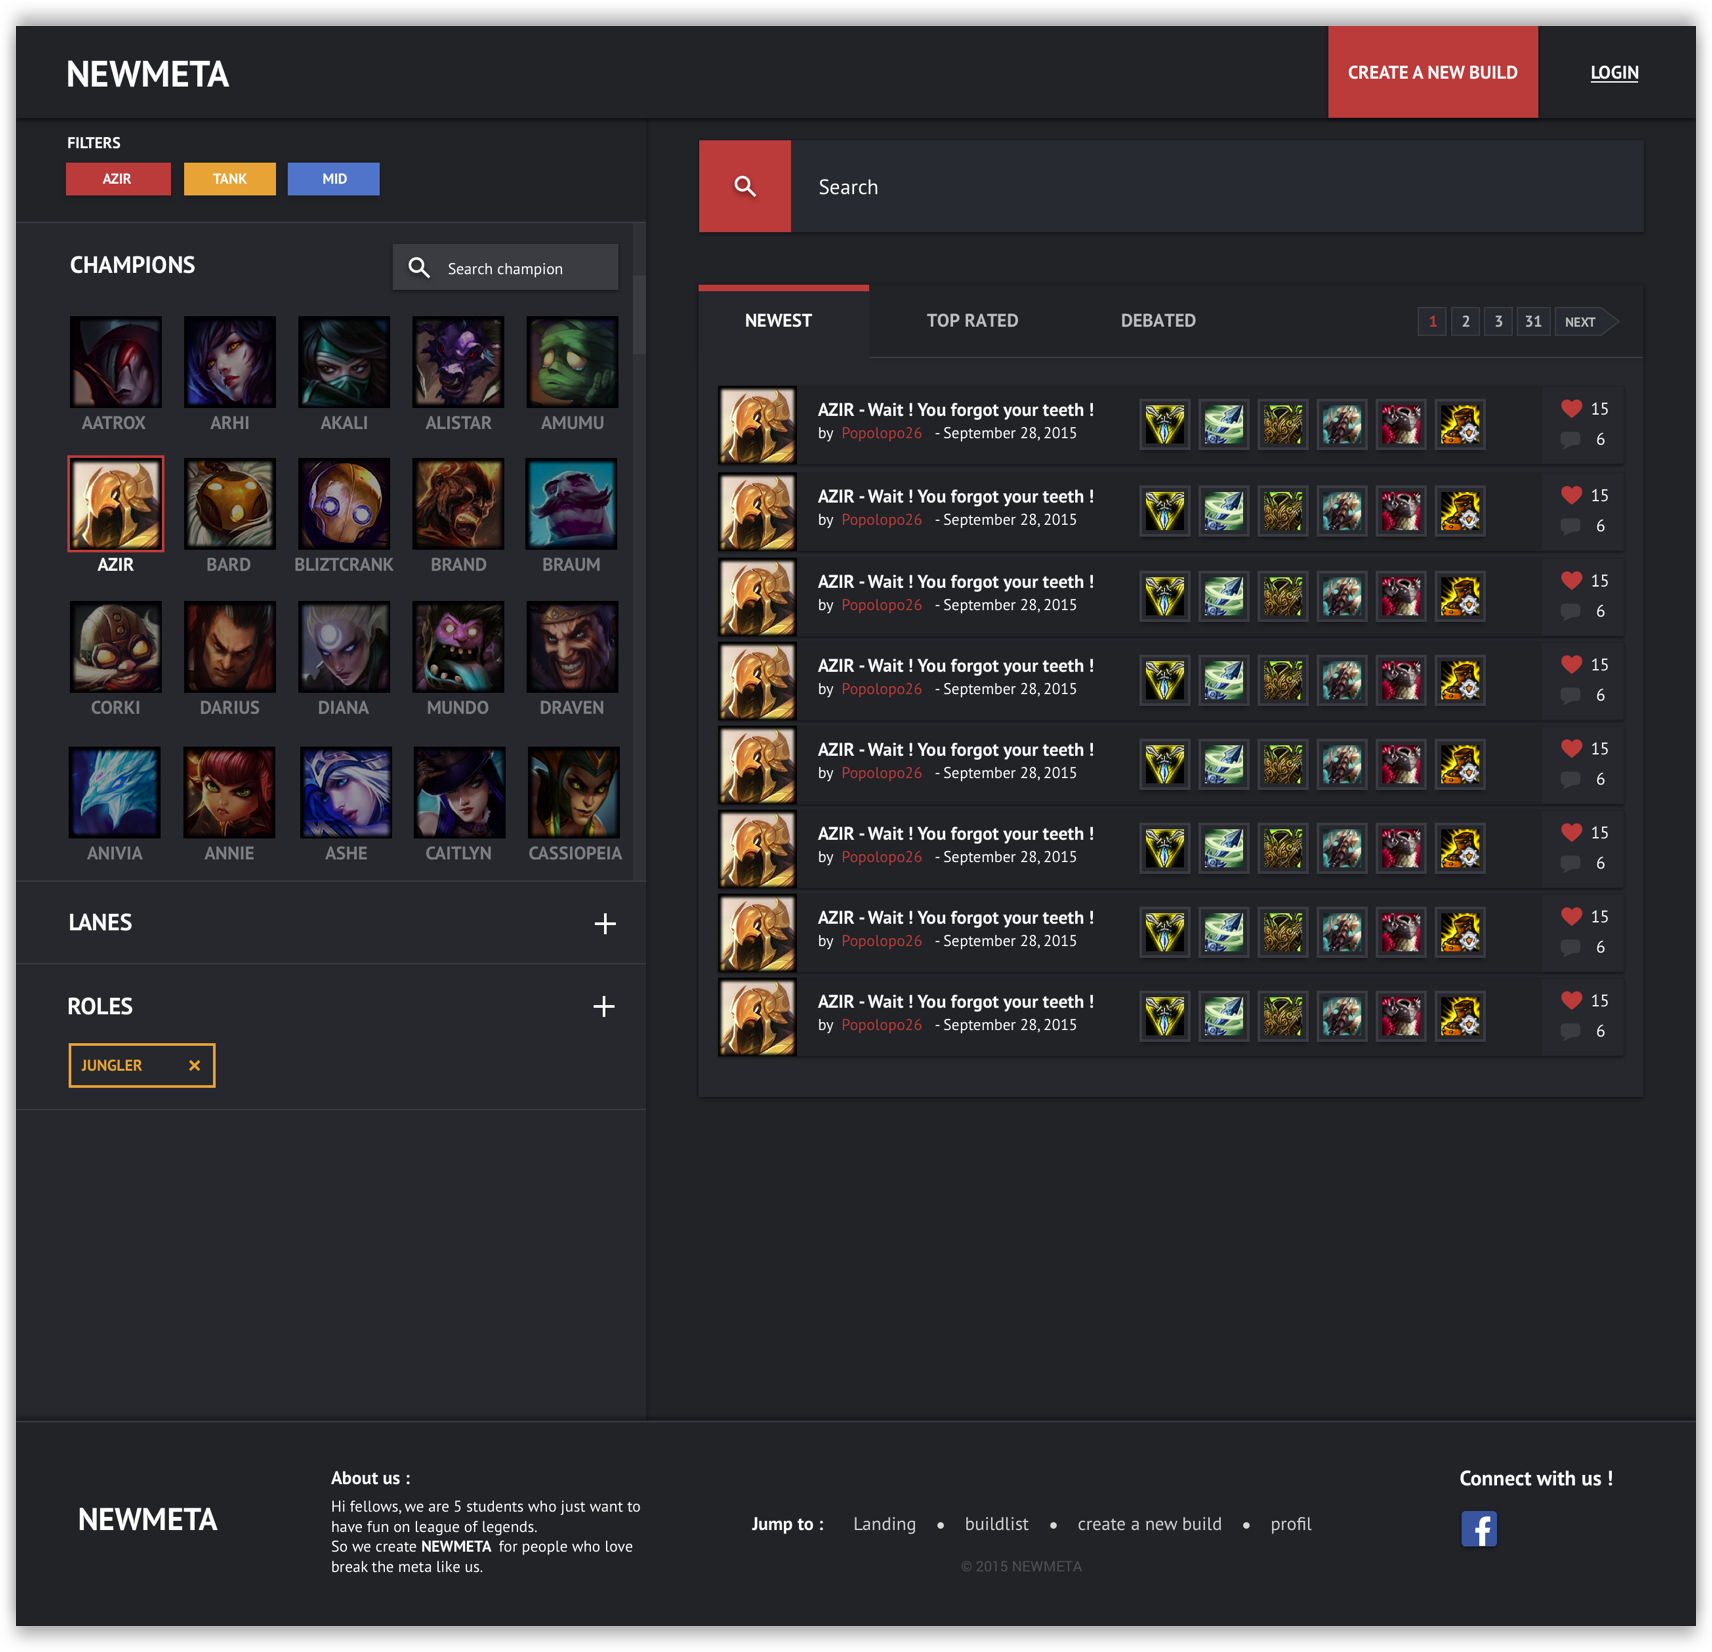 NEWMETA
CREATE A NEW BUILD
LOGIN
FILTERS
AZIR
TANK
MID
CHAMPIONS
Search champion
AATROX
ARHI
AKALI
ALISTAR
AMUMU
AZIR
BARD
BLIZTCRANK
BRAND
BRAUM
CORKI
DARIUS
DIANA
MUNDO
DRAVEN
ANIVIA
ANNIE
ASHE
CAITLYN
CASSIOPEIA
LANES
ROLES
JUNGLER
Search
NEWEST
TOP RATED
DEBATED
1
2
3
31
NEXT
AZIR - Wait ! You forgot your teeth !
by Popolopo26 - September 28, 2015
15
6
AZIR - Wait ! You forgot your teeth !
by Popolopo26 - September 28, 2015
15
6
AZIR - Wait ! You forgot your teeth !
by Popolopo26 - September 28, 2015
15
6
AZIR - Wait ! You forgot your teeth !
by Popolopo26 - September 28, 2015
15
6
AZIR - Wait ! You forgot your teeth !
by Popolopo26 - September 28, 2015
15
6
AZIR - Wait ! You forgot your teeth !
by Popolopo26 - September 28, 2015
15
6
AZIR - Wait ! You forgot your teeth !
by Popolopo26 - September 28, 2015
15
6
AZIR - Wait ! You forgot your teeth !
by Popolopo26 - September 28, 2015
15
6
NEWMETA
About us :
Hi fellows, we are 5 students who just want to
have fun on league of legends.
So we create NEWMETA for people who love
break the meta like us.
Jump to : Landing • buildlist • create a new build • profil
© 2015 NEWMETA
Connect with us !
f